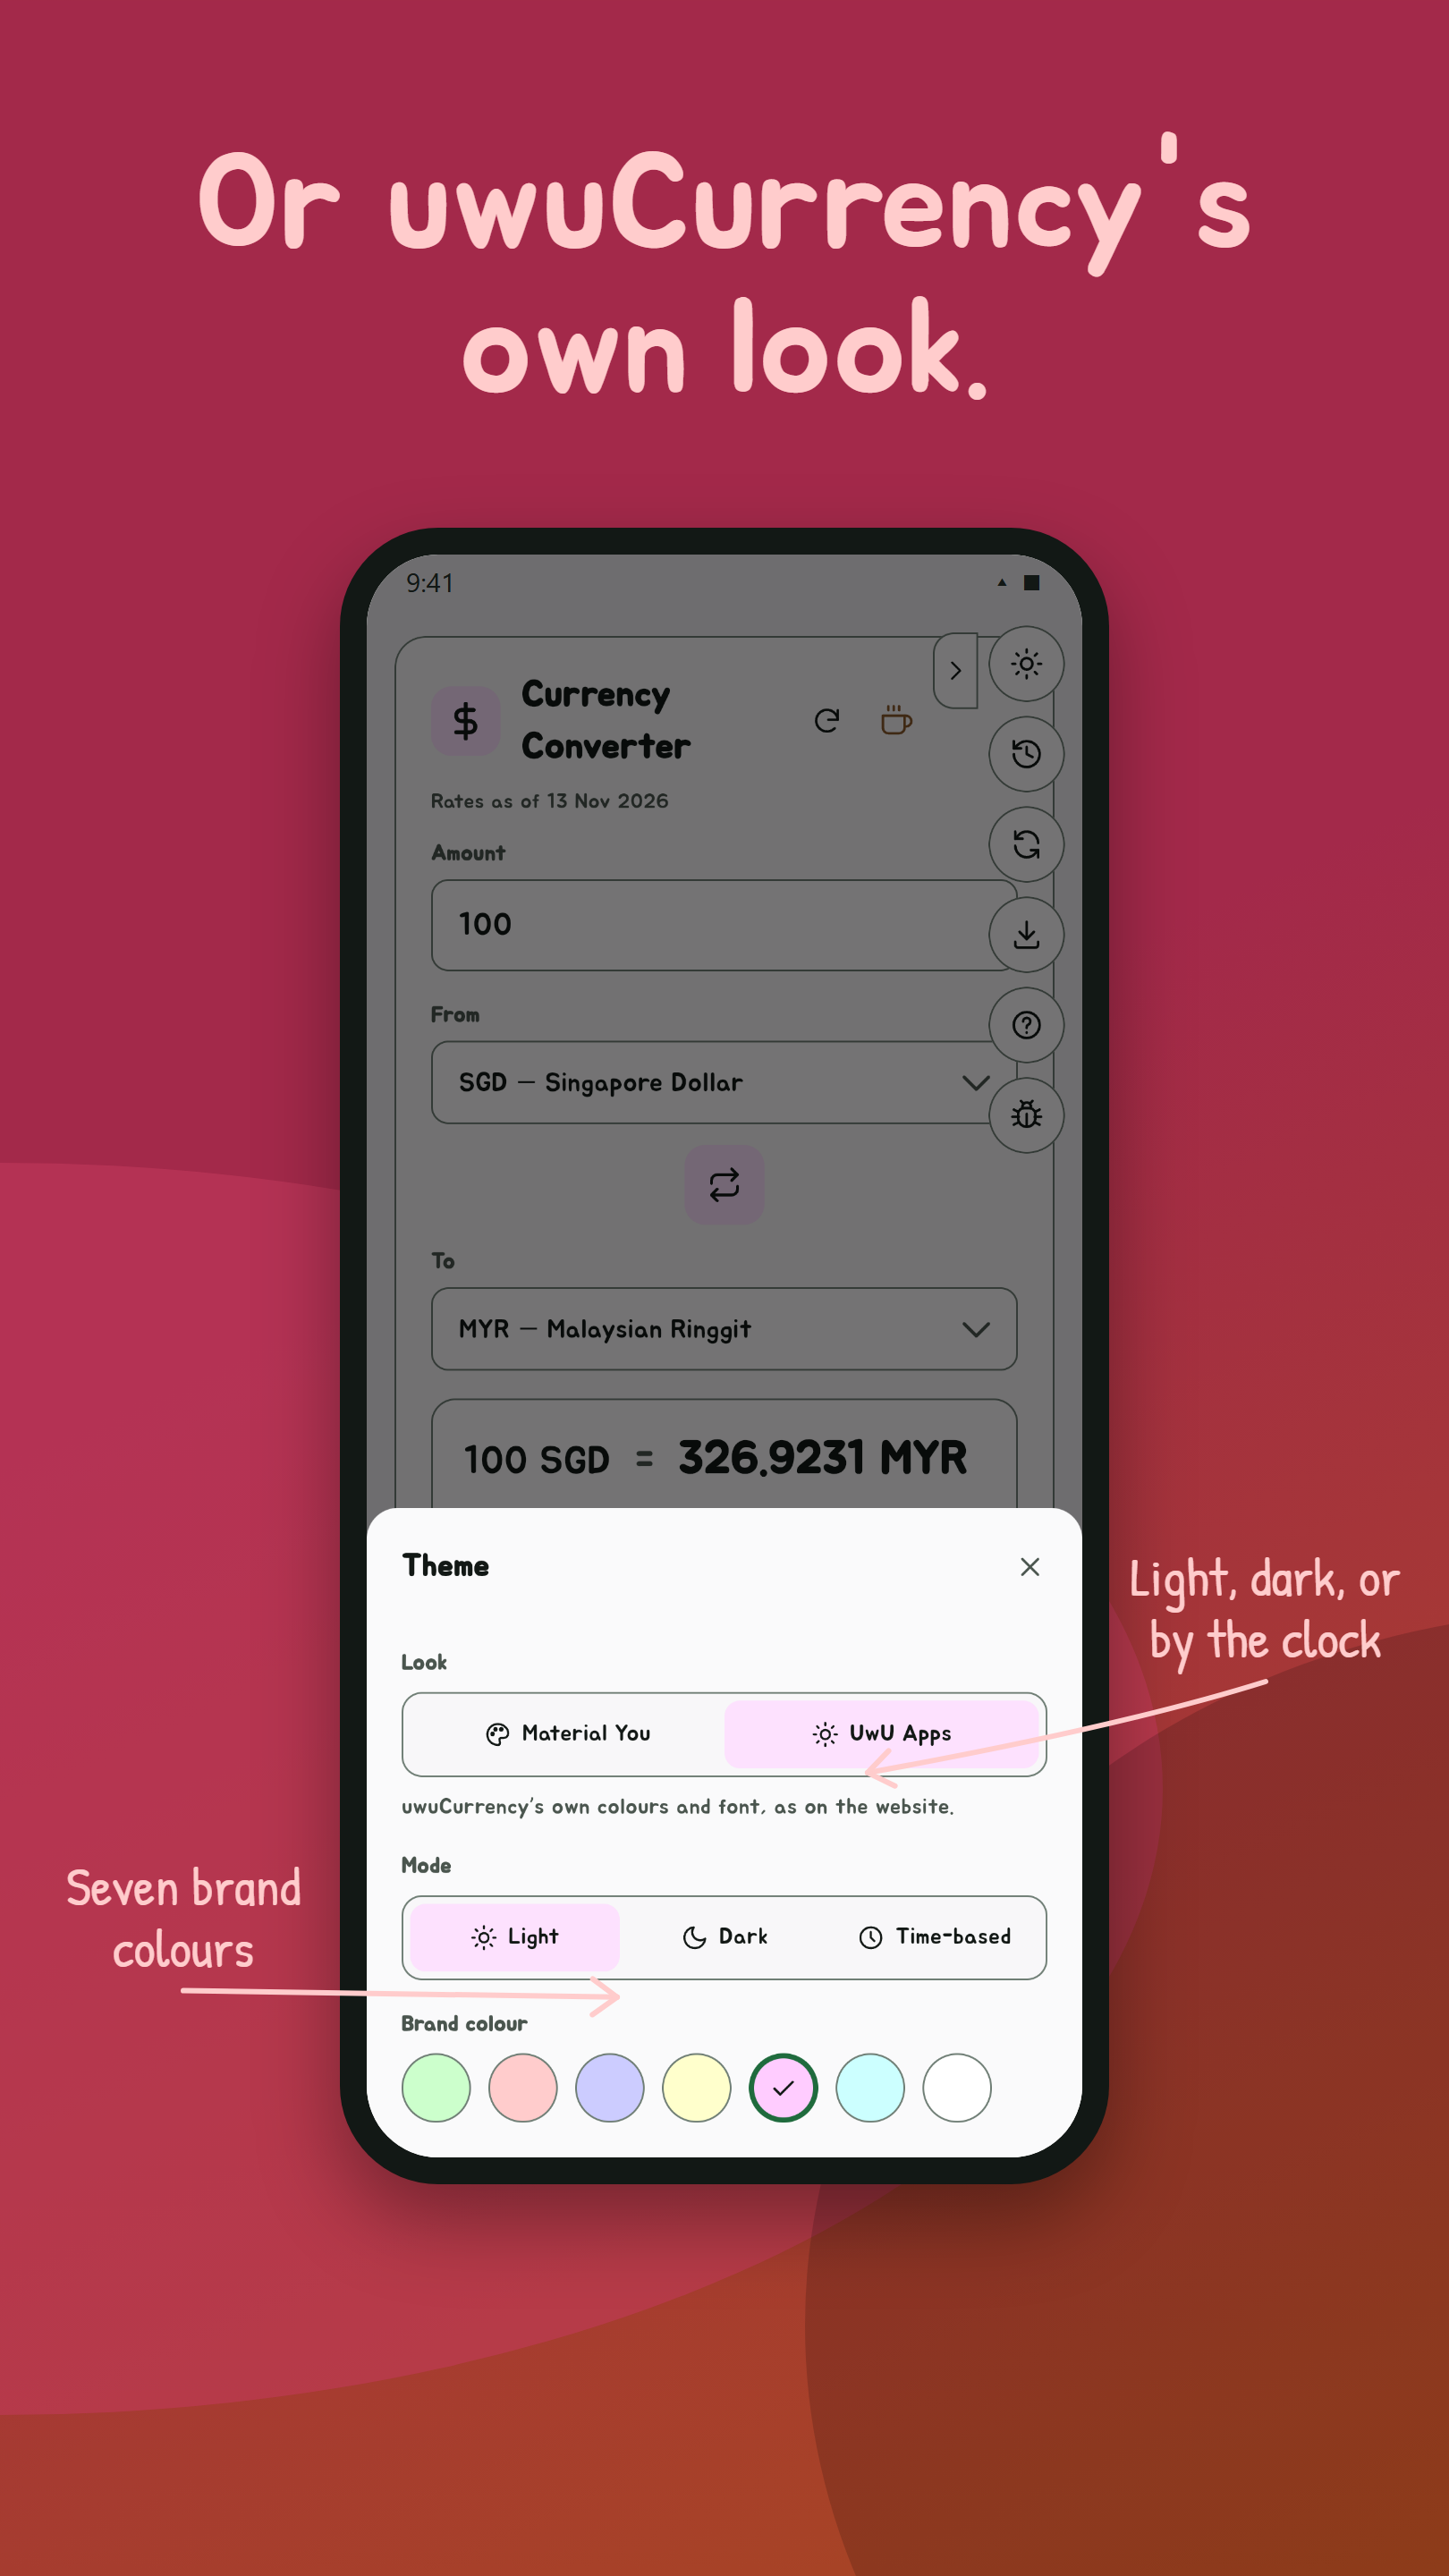 Or uwuCurrency's
own look.
9:41
Currency
Converter
Rates as of 13 Nov 2026
Amount
100
From
SGD — Singapore Dollar
To
MYR — Malaysian Ringgit
100 SGD = 326.9231 MYR
Theme
Light, dark, or
by the clock
Look
Material You
UwU Apps
uwuCurrency's own colours and font, as on the website.
Mode
Seven brand
colours
Light
Dark
Time-based
Brand colour